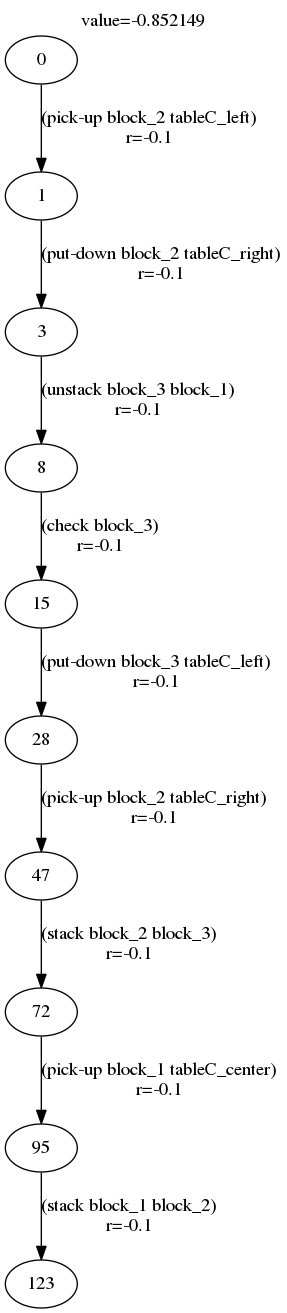 value=-0.852149
0
(pick-up block_2 tableC_left)
r=-0.1
1
(put-down block_2 tableC_right)
r=-0.1
3
(unstack block_3 block_1)
r=-0.1
8
(check block_3)
r=-0.1
15
(put-down block_3 tableC_left)
r=-0.1
28
(pick-up block_2 tableC_right)
r=-0.1
47
(stack block_2 block_3)
r=-0.1
72
(pick-up block_1 tableC_center)
r=-0.1
95
(stack block_1 block_2)
r=-0.1
123